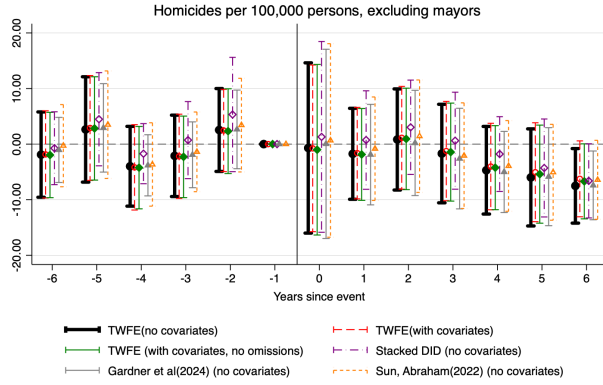 Homicides per 100,000 persons, excluding mayors
20.00
10.00
0.00
-10.00
-20.00
-6 -5 -4 -3 -2 -1 0 1 2 3 4 5 6
Years since event
TWFE(no covariates) TWFE(with covariates)
TWFE (with covariates, no omissions) Stacked DID (no covariates)
Gardner et al(2024) (no covariates) Sun, Abraham(2022) (no covariates)